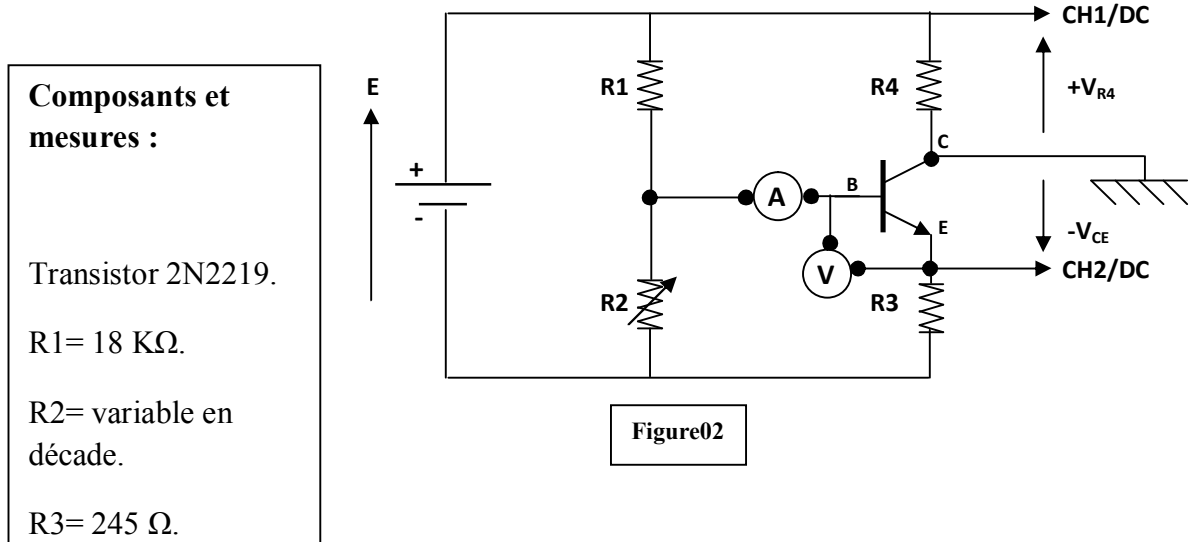 Composants et
mesures :
Transistor 2N2219.
R1= 18 KΩ.
R2= variable en
décade.
R3= 245 Ω.
E
+
-
R1
R2
A
B
V
R4
C
E
R3
CH1/DC
+VR4
-VCE
CH2/DC
Figure02